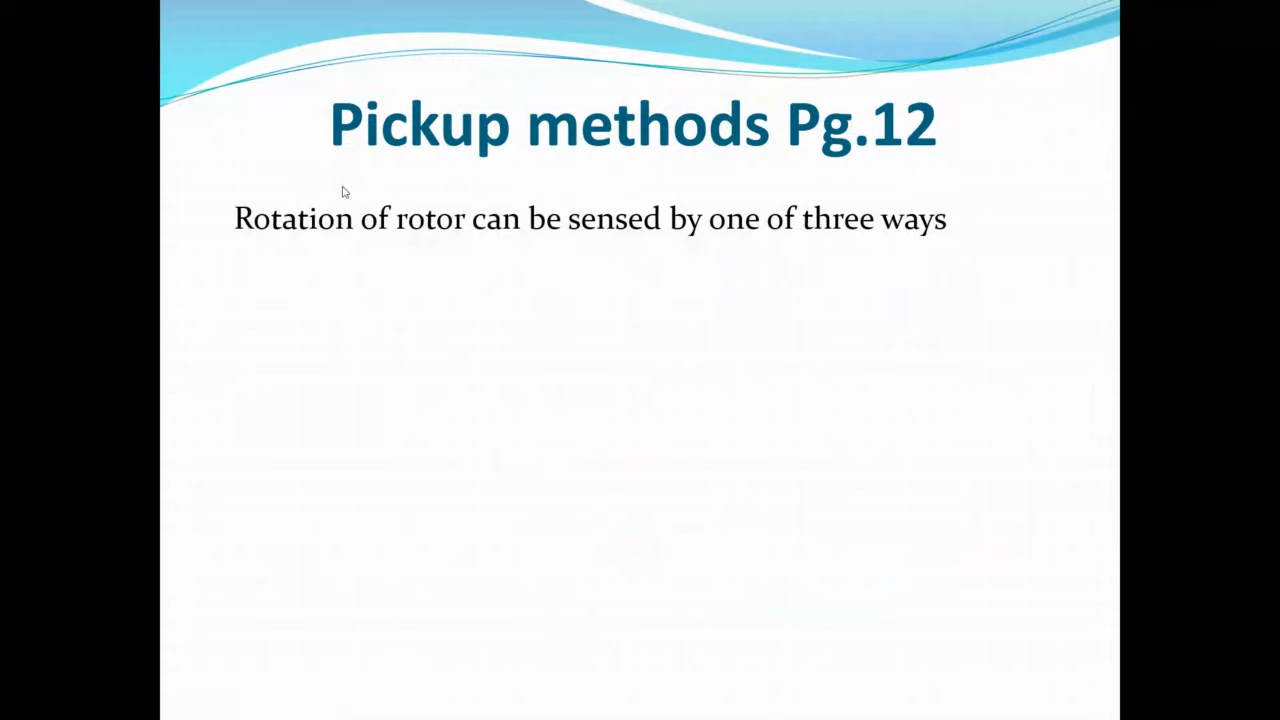 Pickup methods Pg.12
Rotation of rotor can be sensed by one of three ways